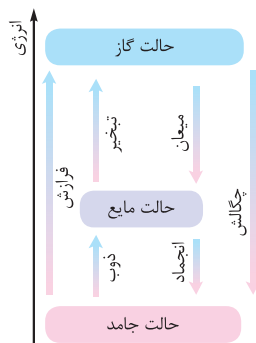 انرژی
حالت گاز
فرازش
تبخیر
میعان
چگالش
حالت مایع
ذوب
انجماد
حالت جامد